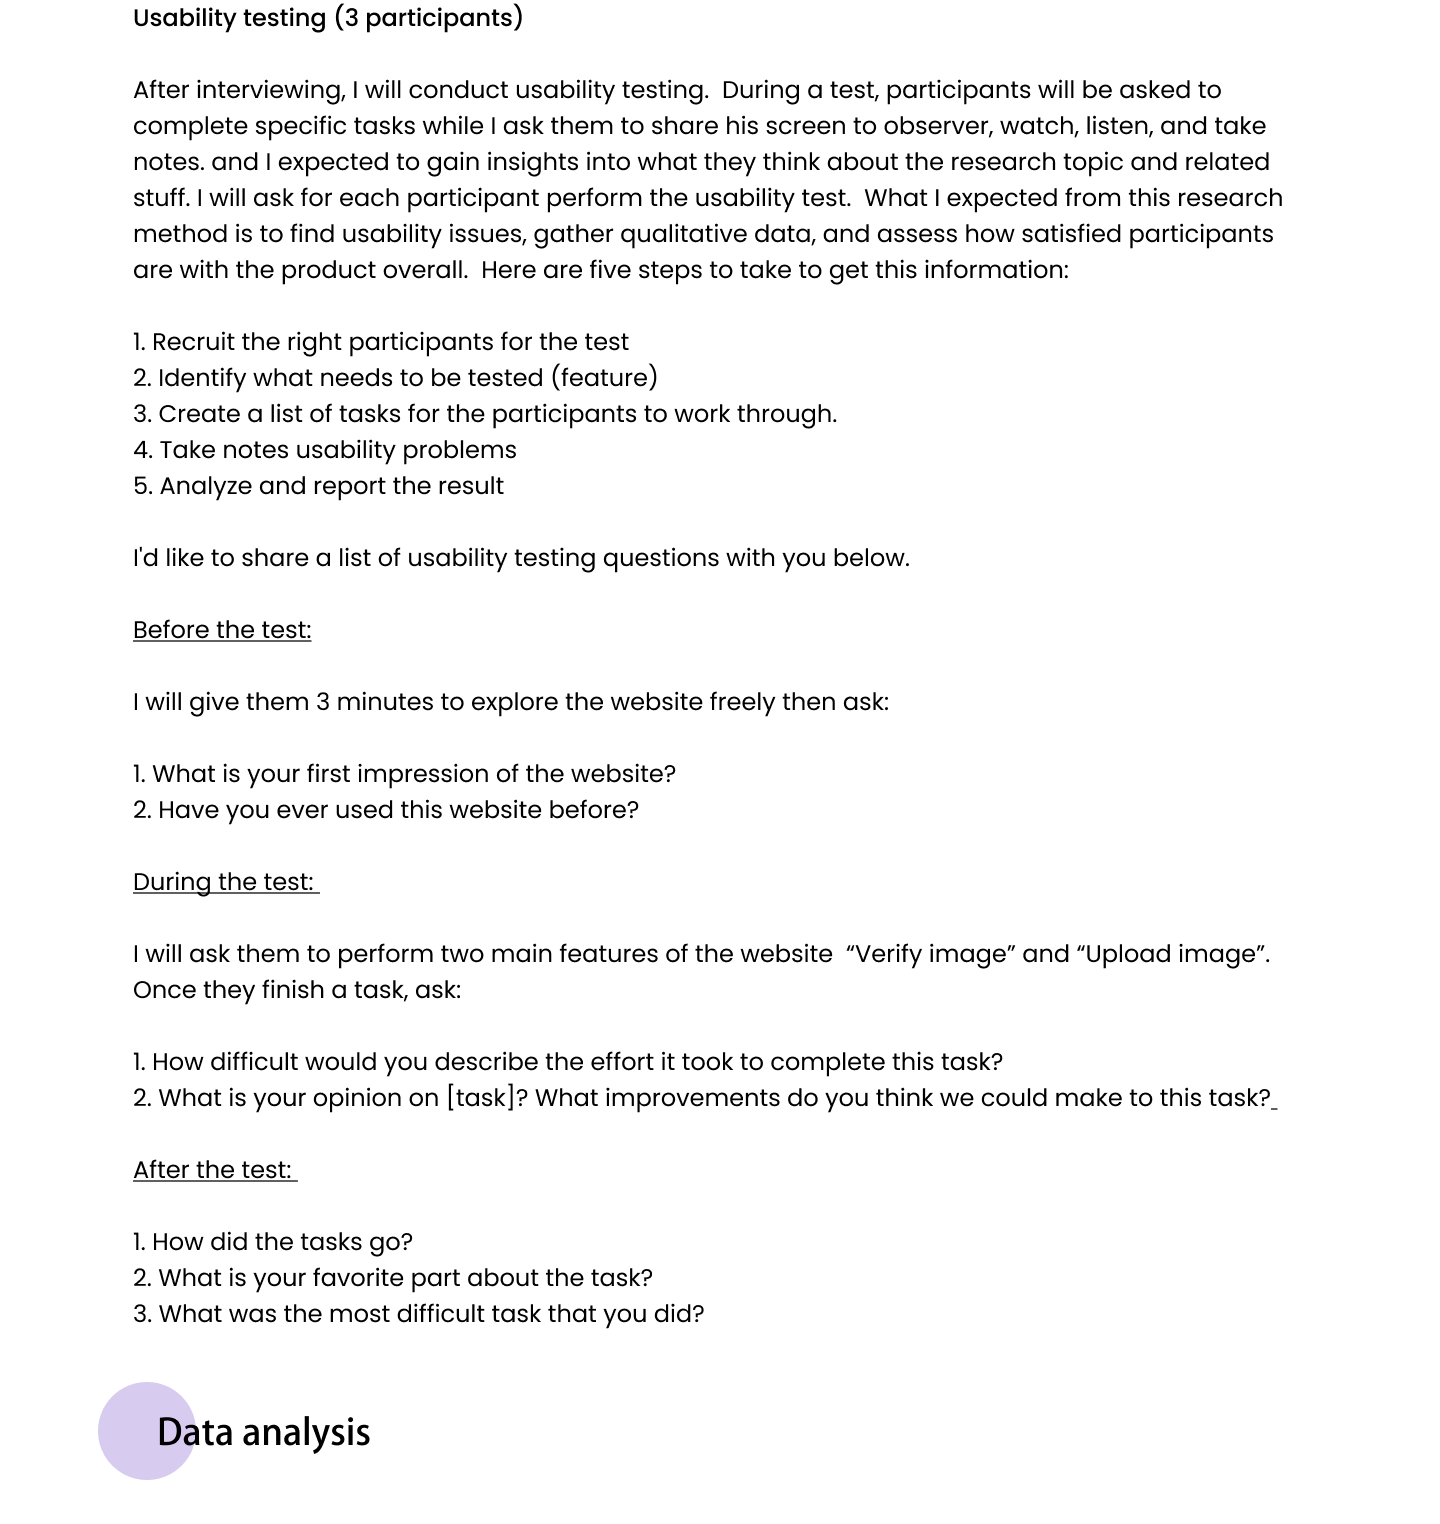 Usability testing (3 participants)
After interviewing, I will conduct usability testing.  During a test, participants will be asked to
complete specific tasks while I ask them to share his screen to observer, watch, listen, and take
notes. and I expected to gain insights into what they think about the research topic and related
stuff. I will ask for each participant perform the usability test.  What I expected from this research
method is to find usability issues, gather qualitative data, and assess how satisfied participants
are with the product overall.  Here are five steps to take to get this information:
1. Recruit the right participants for the test
2. Identify what needs to be tested (feature)
3. Create a list of tasks for the participants to work through.
4. Take notes usability problems
5. Analyze and report the result
I'd like to share a list of usability testing questions with you below.
Before the test:
I will give them 3 minutes to explore the website freely then ask:
1. What is your first impression of the website?
2. Have you ever used this website before?
During the test:
I will ask them to perform two main features of the website  “Verify image” and “Upload image”.
Once they finish a task, ask:
1. How difficult would you describe the effort it took to complete this task?
2. What is your opinion on [task]? What improvements do you think we could make to this task?
After the test:
1. How did the tasks go?
2. What is your favorite part about the task?
3. What was the most difficult task that you did?
Data analysis